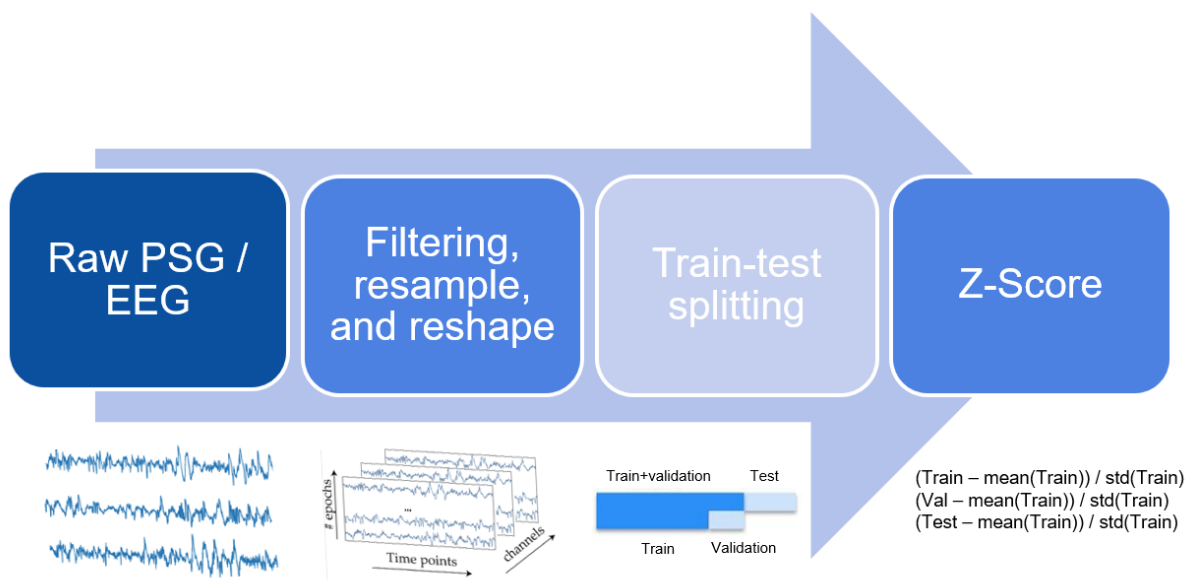 Raw PSG /
EEG
Filtering,
resample,
and reshape
Train-test
splitting
Z-Score
# epochs
...
Time points
channels
Train+validation
Test
Train
Validation
(Train – mean(Train)) / std(Train)
(Val – mean(Train)) / std(Train)
(Test – mean(Train)) / std(Train)